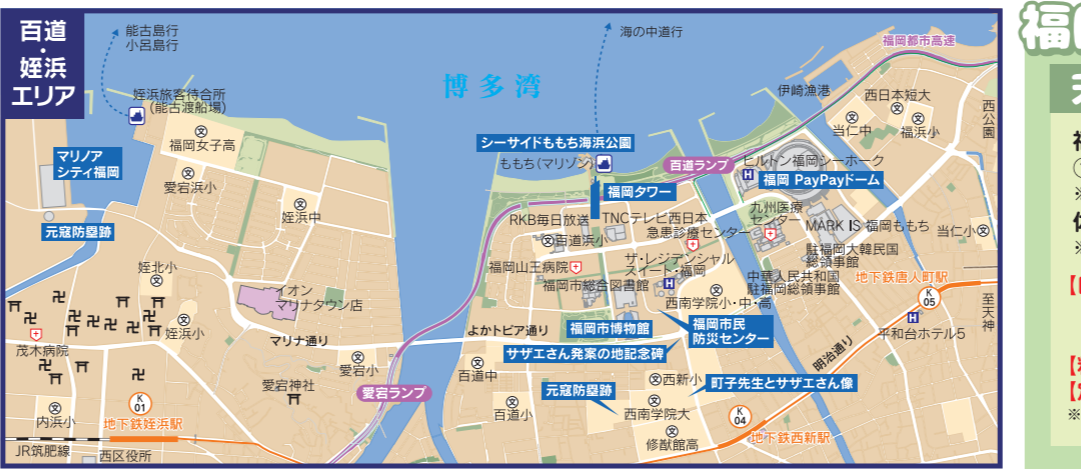 百道・姪浜エリア
能古島行
小呂島行
海の中道行
福岡都市高速
博多湾
姪浜旅客待合所
(能古渡船場)
伊崎漁港
西日本短大
西公園
福岡女子高
当仁中
福浜小
マリノア
シティ福岡
シーサイドももち海浜公園
ももち(マリゾン)
百道ランプ
ヒルトン福岡シーホーク
福岡 PayPayドーム
愛宕浜小
福岡タワー
姪浜中
RKB毎日放送
TNCテレビ西日本
九州医療
センター
MARK IS 福岡ももち
元寇防塁跡
急患診療センター
当仁小
百道浜小
駐福岡大韓民国
総領事館
姪北小
福岡山王病院
ザ・レジデンシャル
スイート・福岡
中華人民共和国
駐福岡総領事館
地下鉄唐人町駅
イオン
マリナタウン店
福岡市総合図書館
西南学院小・中・高
K
05
至天神
姪浜小
マリナ通り
よかトピア通り
福岡市博物館
福岡市民
防災センター
平和台ホテル5
茂木病院
サザエさん発案の地記念碑
明治通り
愛宕小
百道中
愛宕神社
愛宕ランプ
元寇防塁跡
西新小
町子先生とサザエさん像
K
01
内浜小
地下鉄姪浜駅
百道小
西南学院大
K
04
地下鉄西新駅
修猷館高
JR筑肥線
西区役所
福
※
※
※